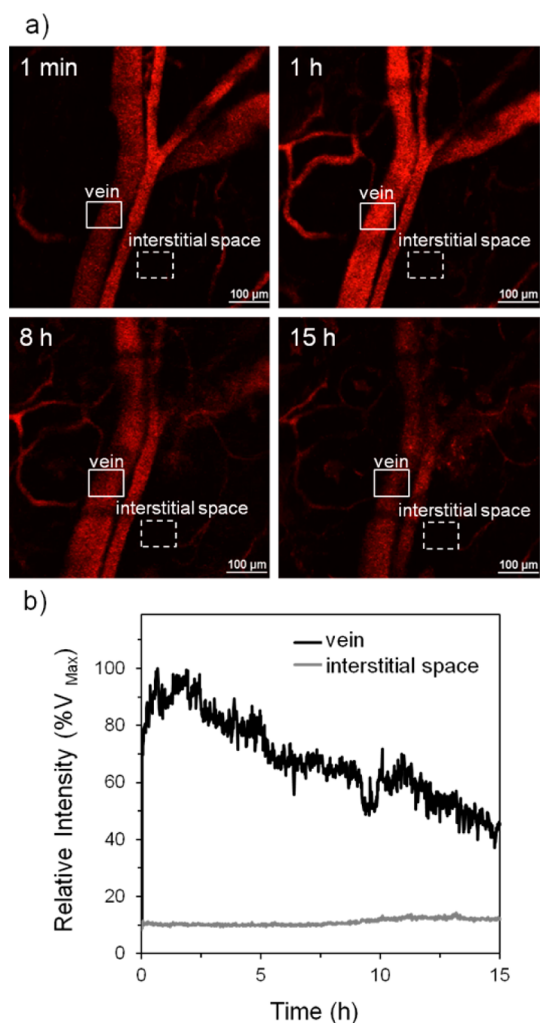 a)
1 min
vein
interstitial space
100 µm
1 h
vein
interstitial space
100 µm
8 h
vein
interstitial space
100 µm
15 h
vein
interstitial space
100 µm
b)
Relative Intensity (%V Max)
100
80
60
40
20
0
vein
interstitial space
0
5
10
15
Time (h)